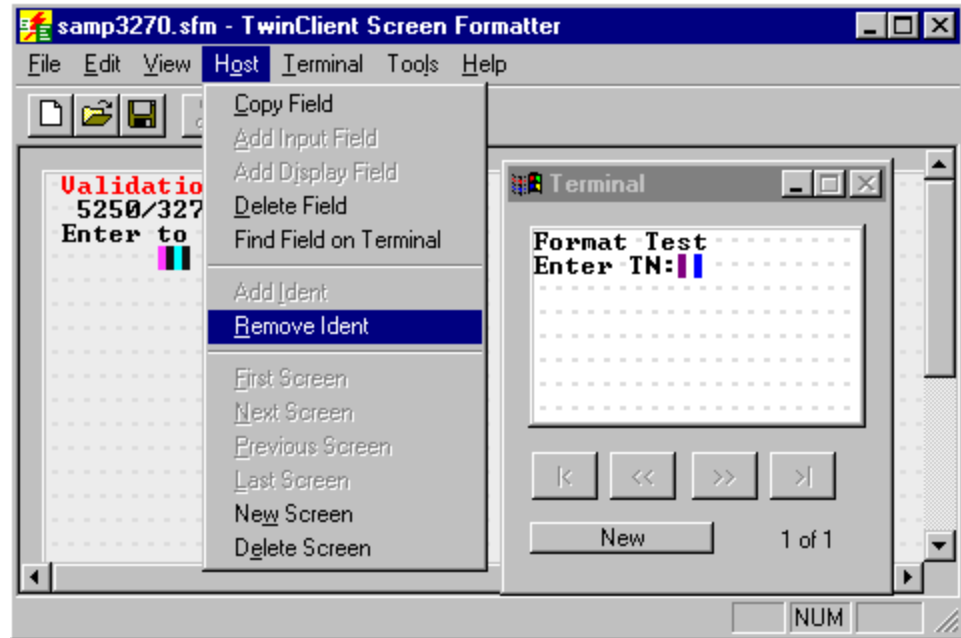 samp3270.sfm - TwinClient Screen Formatter
File Edit View Host Terminal Tools Help
Copy Field
Add Input Field
Add Display Field
Delete Field
Find Field on Terminal
Add Ident
Remove Ident
First Screen
Next Screen
Previous Screen
Last Screen
New Screen
Delete Screen
Validatio
5250/327
Enter to
Terminal
Format Test
Enter TN:
|< << >> >|
New 1 of 1
NUM